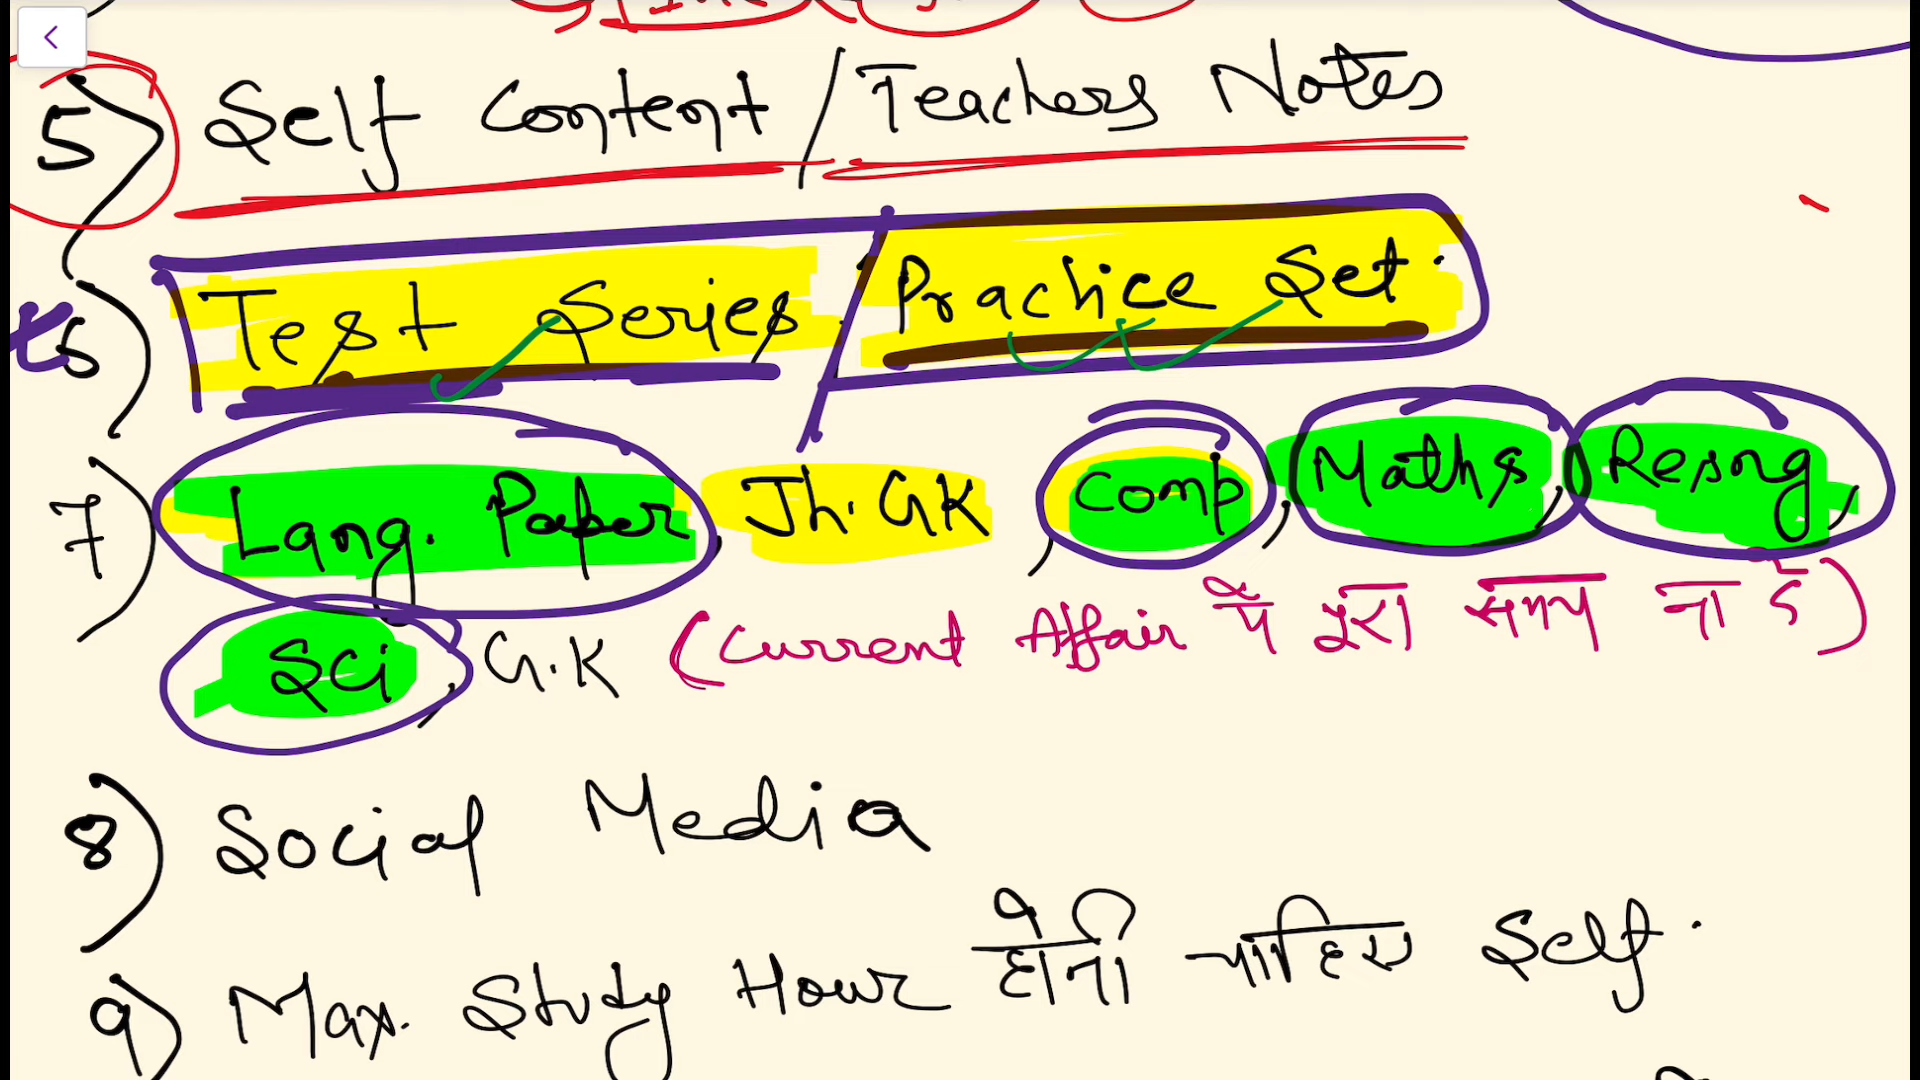 5) Self Content / Teachers Notes
6) Test Series / Practice Set.
7) Lang. Paper, Jh. GK, Comp, Maths, Resng,
Sci, G.K (Current Affair में पूरा समय ना दें)
8) Social Media
9) Max. Study Hour होनी चाहिए Self.